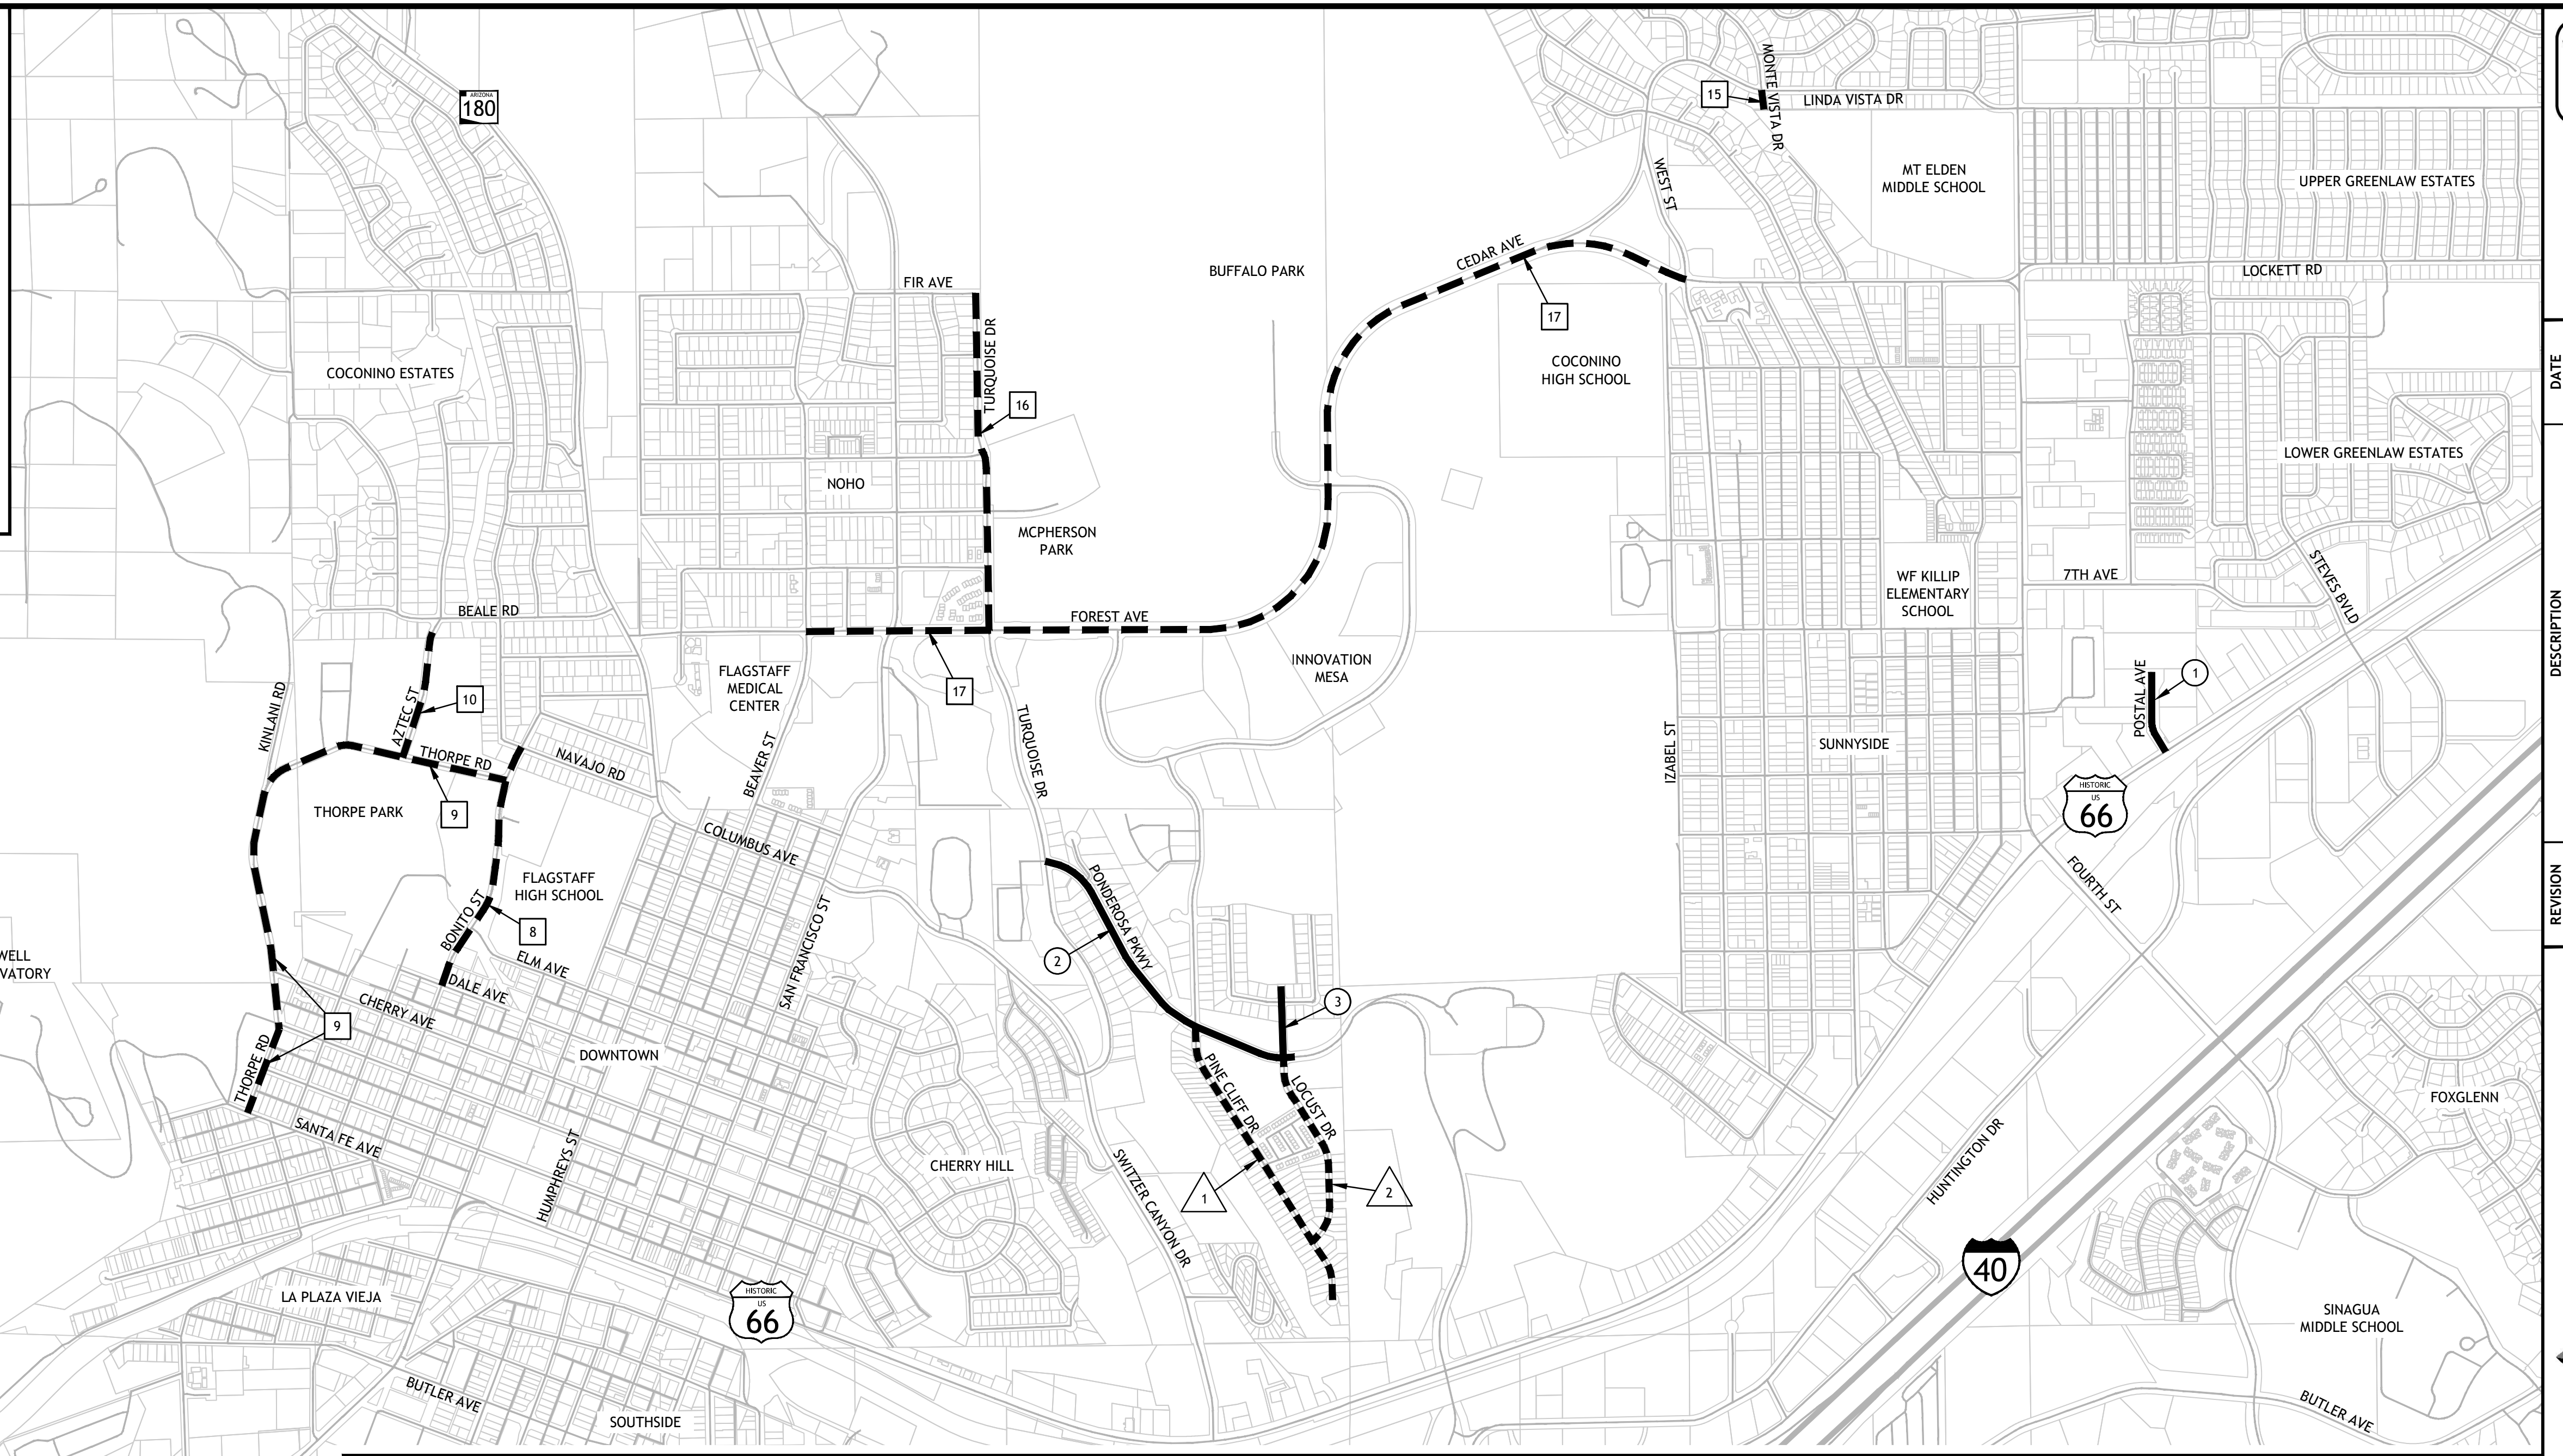 MONTE VISTA DR
ARIZONA
180
15
LINDA VISTA DR
WEST ST
MT ELDEN
MIDDLE SCHOOL
UPPER GREENLAW ESTATES
CEDAR AVE
BUFFALO PARK
LOCKETT RD
FIR AVE
17
TURQUOISE DR
DATE
COCONINO ESTATES
COCONINO
HIGH SCHOOL
16
LOWER GREENLAW ESTATES
NOHO
MCPHERSON
PARK
7TH AVE
WF KILLIP
ELEMENTARY
SCHOOL
STEVES BVLD
DESCRIPTION
BEALE RD
FOREST AVE
INNOVATION
MESA
FLAGSTAFF
MEDICAL
CENTER
17
1
POSTAL AVE
KINLANI RD
AZTEC ST
10
THORPE RD
NAVAJO RD
BEAVER ST
TURQUOISE DR
IZABEL ST
SUNNYSIDE
THORPE PARK
9
HISTORIC
US
66
COLUMBUS AVE
PONDEROSA PKWY
FOURTH ST
REVISION
FLAGSTAFF
HIGH SCHOOL
BONITO ST
8
SAN FRANCISCO ST
2
WELL
VATORY
ELM AVE
DALE AVE
CHERRY AVE
3
9
THORPE RD
DOWNTOWN
PINE CLIFF DR
LOCUST DR
FOXGLENN
SANTA FE AVE
HUMPHREYS ST
CHERRY HILL
SWITZER CANYON DR
1
2
HUNTINGTON DR
40
LA PLAZA VIEJA
HISTORIC
US
66
SINAGUA
MIDDLE SCHOOL
BUTLER AVE
SOUTHSIDE
BUTLER AVE